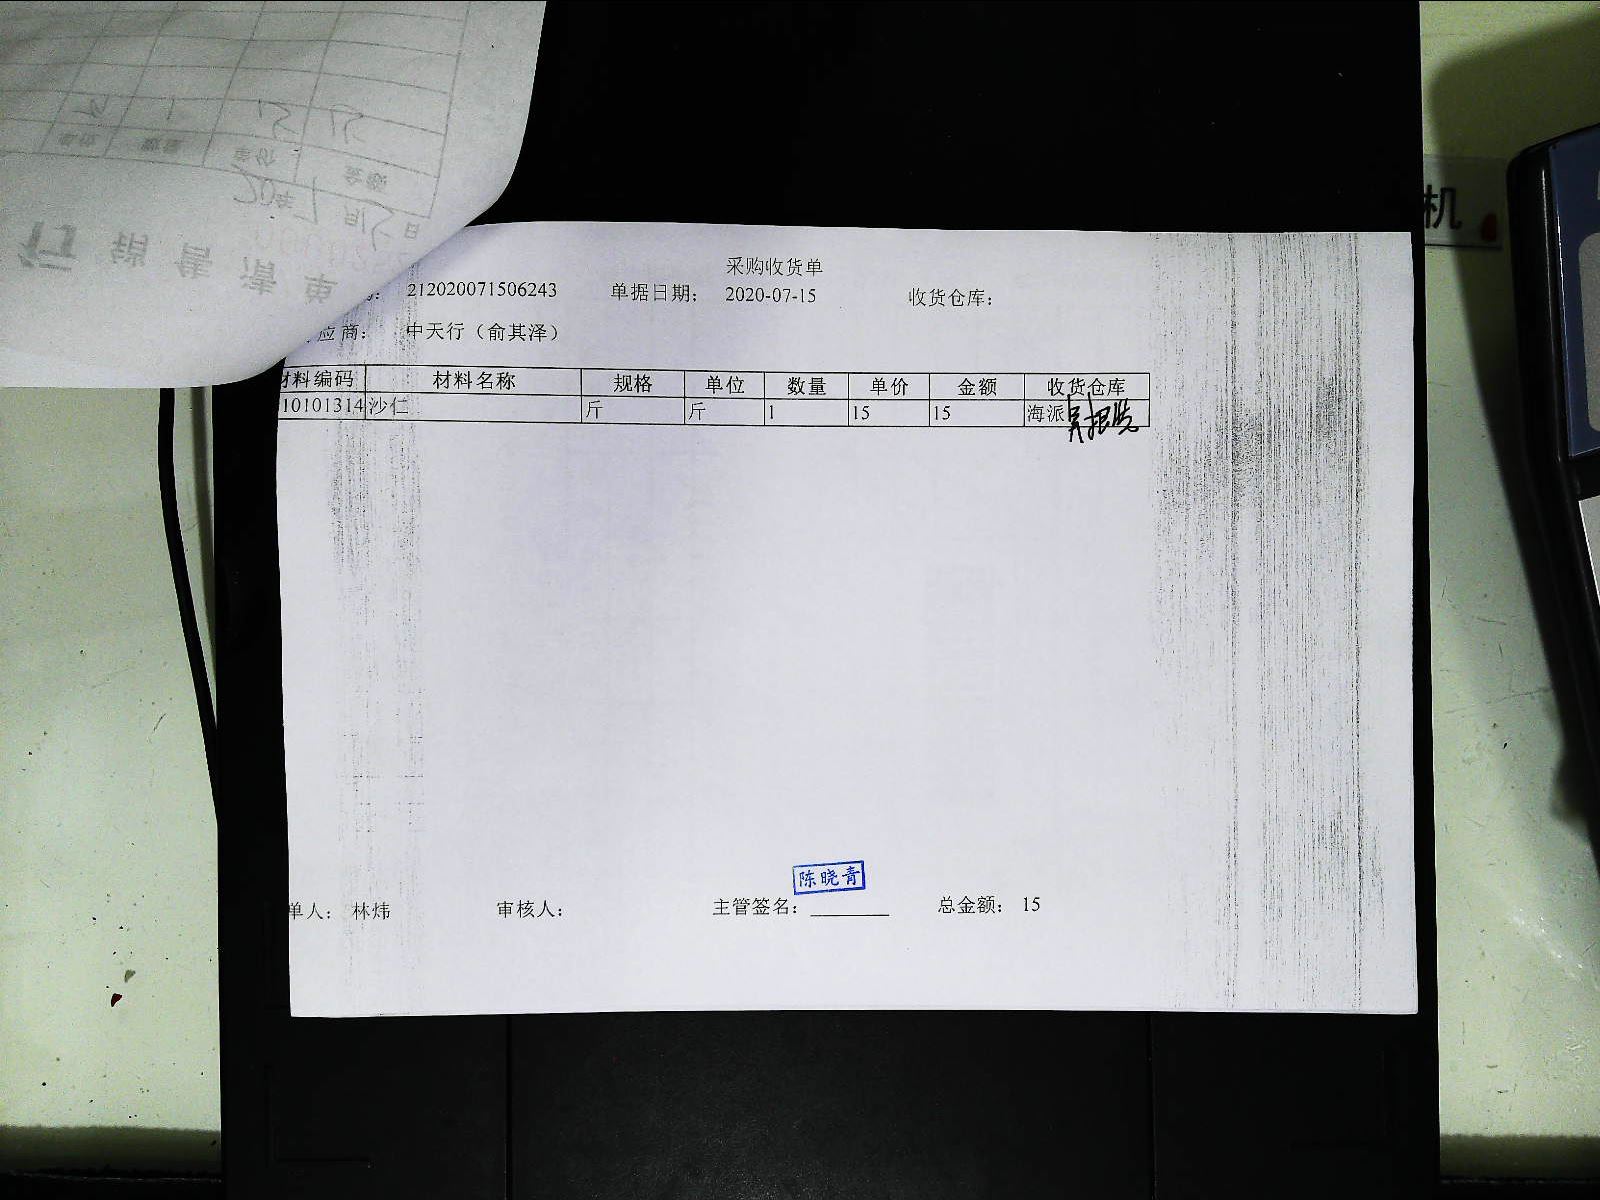 采购收货单
212020071506243 单据日期: 2020-07-15 收货仓库:
应商: 中天行（俞其泽）
材料编码 材料名称 规格 单位 数量 单价 金额 收货仓库
10101314 沙仁 斤 斤 1 15 15 海派
陈晓青
单人: 林炜 审核人: 主管签名: 总金额: 15
机